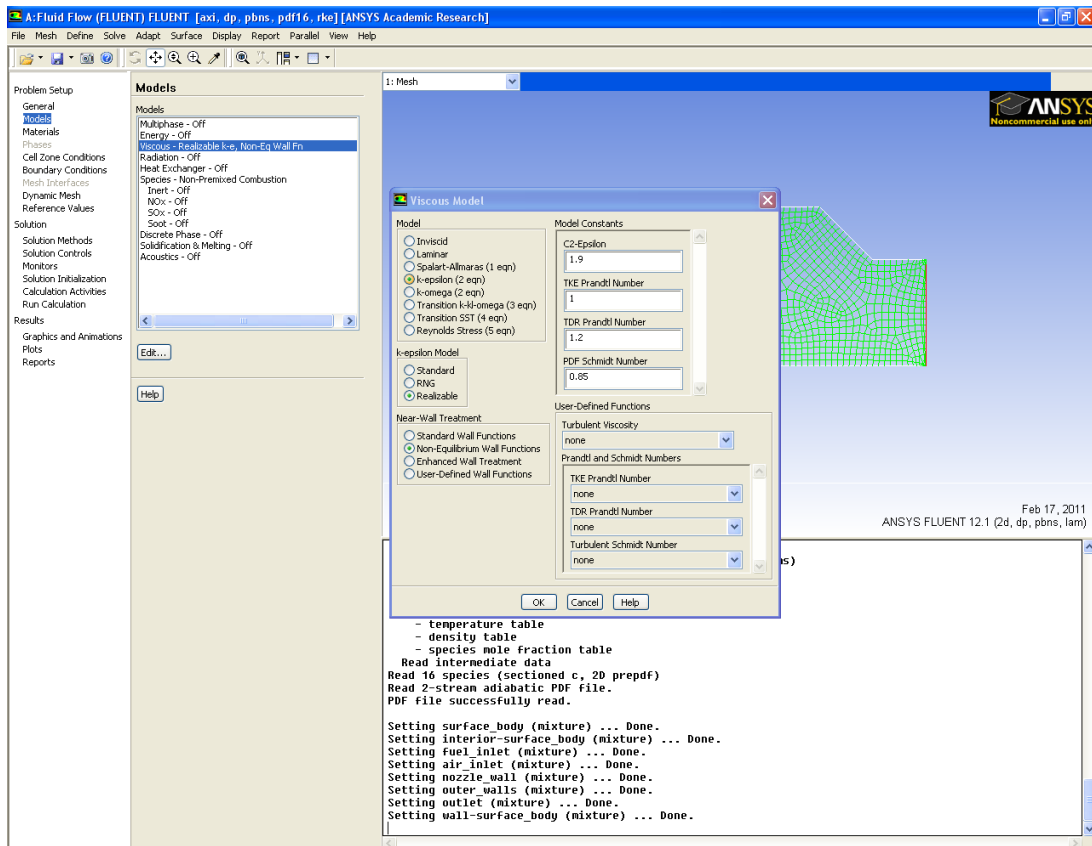 A:Fluid Flow (FLUENT) FLUENT [axi, dp, pbns, pdf16, rke] [ANSYS Academic Research]
File Mesh Define Solve Adapt Surface Display Report Parallel View Help
Problem Setup
General
Models
Materials
Phases
Cell Zone Conditions
Boundary Conditions
Mesh Interfaces
Dynamic Mesh
Reference Values
Solution
Solution Methods
Solution Controls
Monitors
Solution Initialization
Calculation Activities
Run Calculation
Results
Graphics and Animations
Plots
Reports
Models
Models
Multiphase - Off
Energy - Off
Viscous - Realizable k-e, Non-Eq Wall Fn
Radiation - Off
Heat Exchanger - Off
Species - Non-Premixed Combustion
Inert - Off
NOx - Off
SOx - Off
Soot - Off
Discrete Phase - Off
Solidification & Melting - Off
Acoustics - Off
Edit...
Help
1: Mesh
ANSYS
Noncommercial use only
Viscous Model
Model
Inviscid
Laminar
Spalart-Allmaras (1 eqn)
k-epsilon (2 eqn)
k-omega (2 eqn)
Transition k-kl-omega (3 eqn)
Transition SST (4 eqn)
Reynolds Stress (5 eqn)
k-epsilon Model
Standard
RNG
Realizable
Near-Wall Treatment
Standard Wall Functions
Non-Equilibrium Wall Functions
Enhanced Wall Treatment
User-Defined Wall Functions
Model Constants
C2-Epsilon
1.9
TKE Prandtl Number
1
TDR Prandtl Number
1.2
PDF Schmidt Number
0.85
User-Defined Functions
Turbulent Viscosity
none
Prandtl and Schmidt Numbers
TKE Prandtl Number
none
TDR Prandtl Number
none
Turbulent Schmidt Number
none
OK Cancel Help
Feb 17, 2011
ANSYS FLUENT 12.1 (2d, dp, pbns, lam)
- temperature table
- density table
- species mole fraction table
Read intermediate data
Read 16 species (sectioned c, 2D prepdf)
Read 2-stream adiabatic PDF file.
PDF file successfully read.
Setting surface_body (mixture) ... Done.
Setting interior-surface_body (mixture) ... Done.
Setting fuel_inlet (mixture) ... Done.
Setting air_inlet (mixture) ... Done.
Setting nozzle_wall (mixture) ... Done.
Setting outer_walls (mixture) ... Done.
Setting outlet (mixture) ... Done.
Setting wall-surface_body (mixture) ... Done.